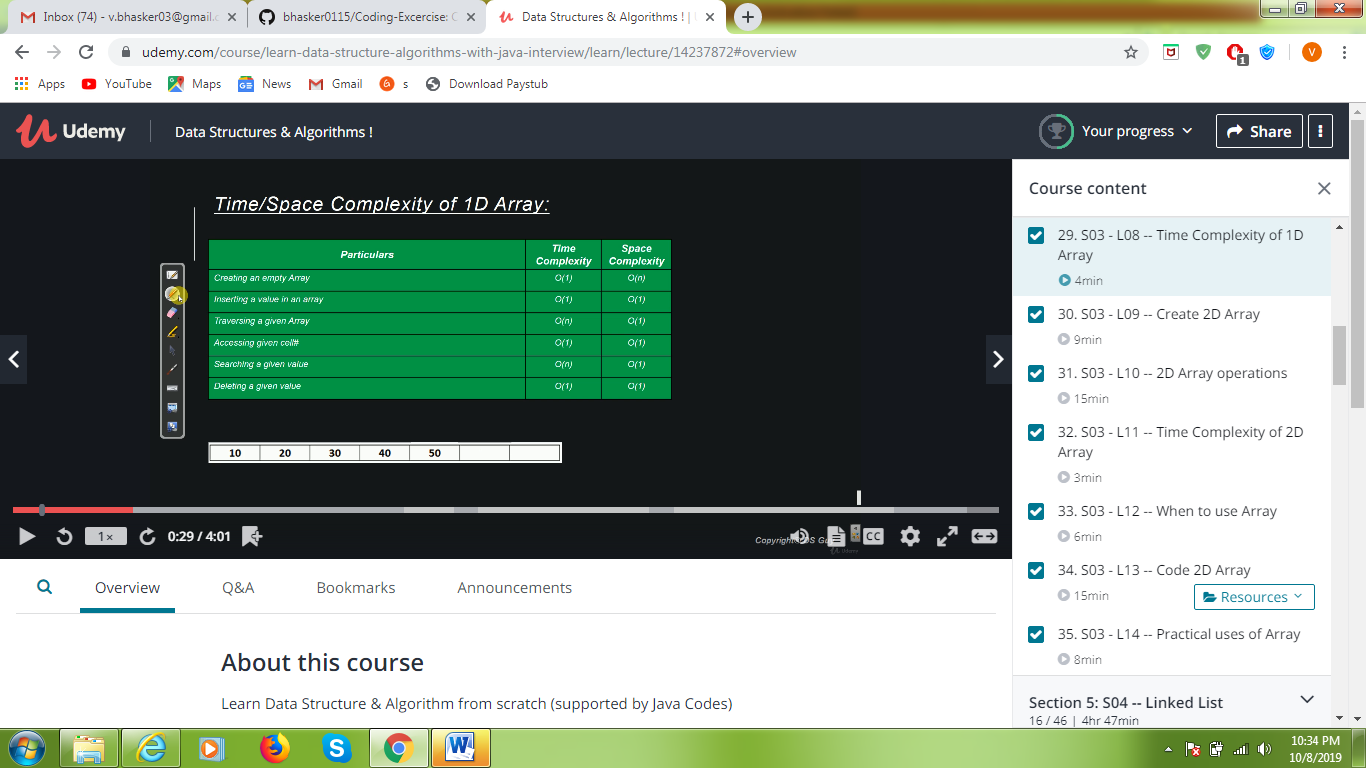 Inbox (74) - v.bhasker03@gmail.c
bhasker0115/Coding-Excercise: C
Data Structures & Algorithms ! |
udemy.com/course/learn-data-structure-algorithms-with-java-interview/learn/lecture/14237872#overview
1
V
Apps
YouTube
Maps
News
Gmail
s
Download Paystub
Udemy
Data Structures & Algorithms !
Your progress
Share
Time/Space Complexity of 1D Array:
Particulars Time Complexity Space Complexity
Creating an empty Array O(1) O(n)
Inserting a value in an array O(1) O(1)
Traversing a given Array O(n) O(1)
Accessing given cell# O(1) O(1)
Searching a given value O(n) O(1)
Deleting a given value O(1) O(1)
10 20 30 40 50
1x
0:29 / 4:01
Copyright
CC
Udemy
Course content
29. S03 - L08 -- Time Complexity of 1D
Array
4min
30. S03 - L09 -- Create 2D Array
9min
31. S03 - L10 -- 2D Array operations
15min
32. S03 - L11 -- Time Complexity of 2D
Array
3min
33. S03 - L12 -- When to use Array
6min
34. S03 - L13 -- Code 2D Array
15min
Resources
35. S03 - L14 -- Practical uses of Array
8min
Section 5: S04 -- Linked List
16 / 46 | 4hr 47min
Overview
Q&A
Bookmarks
Announcements
About this course
Learn Data Structure & Algorithm from scratch (supported by Java Codes)
10:34 PM
10/8/2019